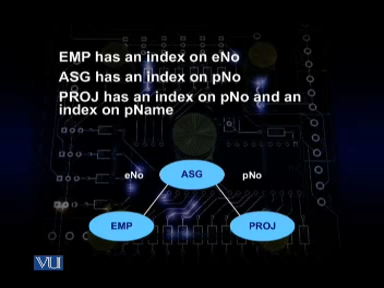 EMP has an index on eNo
ASG has an index on pNo
PROJ has an index on pNo and an
index on pName
eNo
ASG
pNo
EMP
PROJ
VU